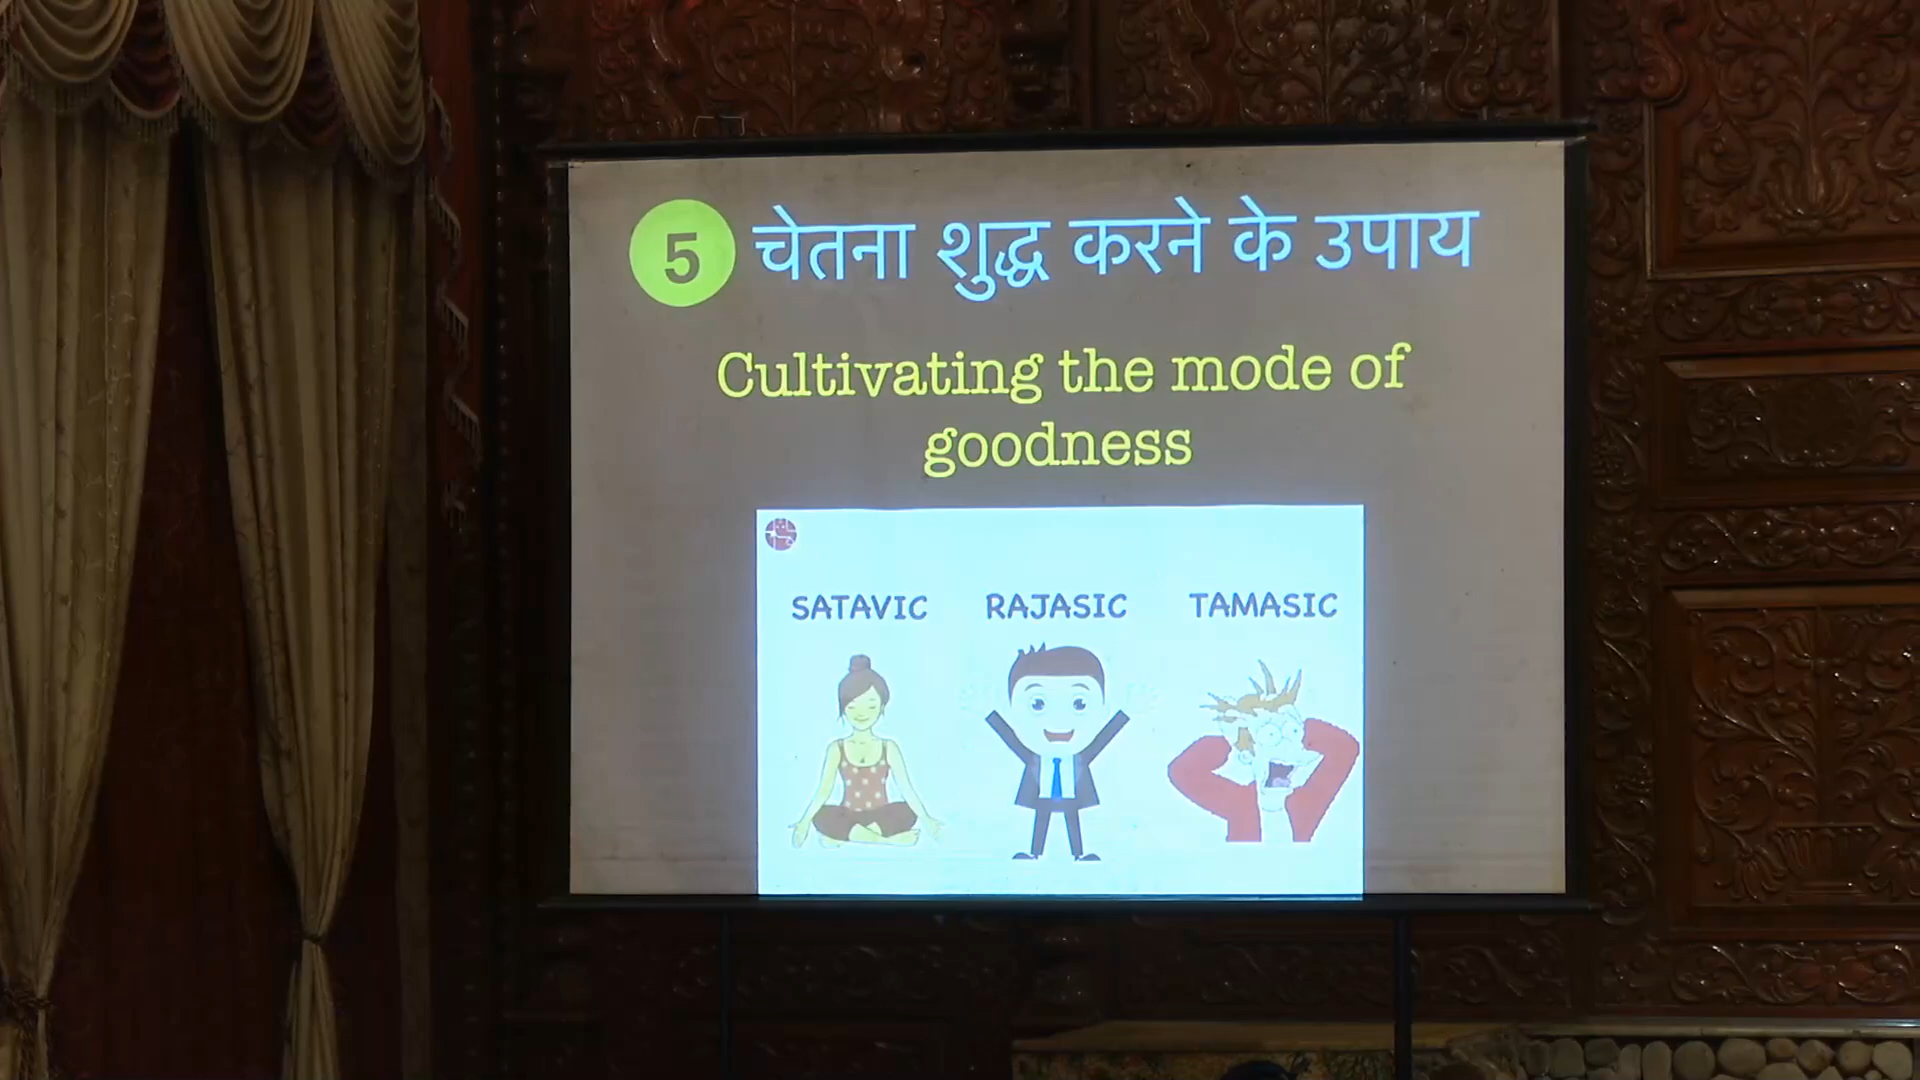 5 चेतना शुद्ध करने के उपाय
Cultivating the mode of
goodness
SATAVIC RAJASIC TAMASIC